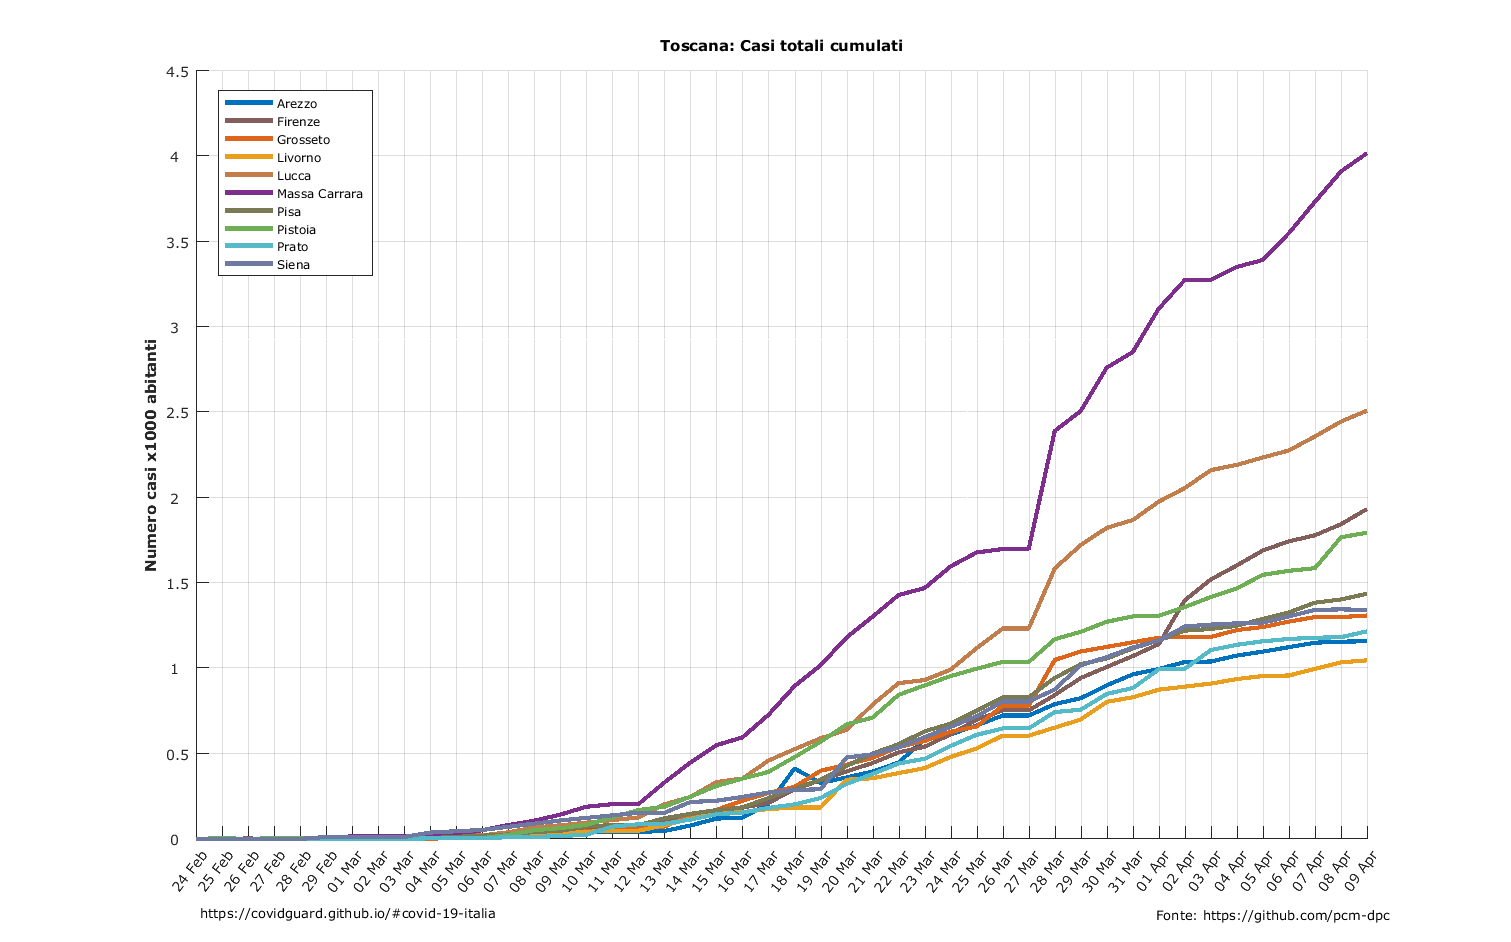 Toscana: Casi totali cumulati
Numero casi x1000 abitanti
4.5
4
3.5
3
2.5
2
1.5
1
0.5
0
Arezzo
Firenze
Grosseto
Livorno
Lucca
Massa Carrara
Pisa
Pistoia
Prato
Siena
24 Feb
25 Feb
26 Feb
27 Feb
28 Feb
29 Feb
01 Mar
02 Mar
03 Mar
04 Mar
05 Mar
06 Mar
07 Mar
08 Mar
09 Mar
10 Mar
11 Mar
12 Mar
13 Mar
14 Mar
15 Mar
16 Mar
17 Mar
18 Mar
19 Mar
20 Mar
21 Mar
22 Mar
23 Mar
24 Mar
25 Mar
26 Mar
27 Mar
28 Mar
29 Mar
30 Mar
31 Mar
01 Apr
02 Apr
03 Apr
04 Apr
05 Apr
06 Apr
07 Apr
08 Apr
09 Apr
https://covidguard.github.io/#covid-19-italia
Fonte: https://github.com/pcm-dpc